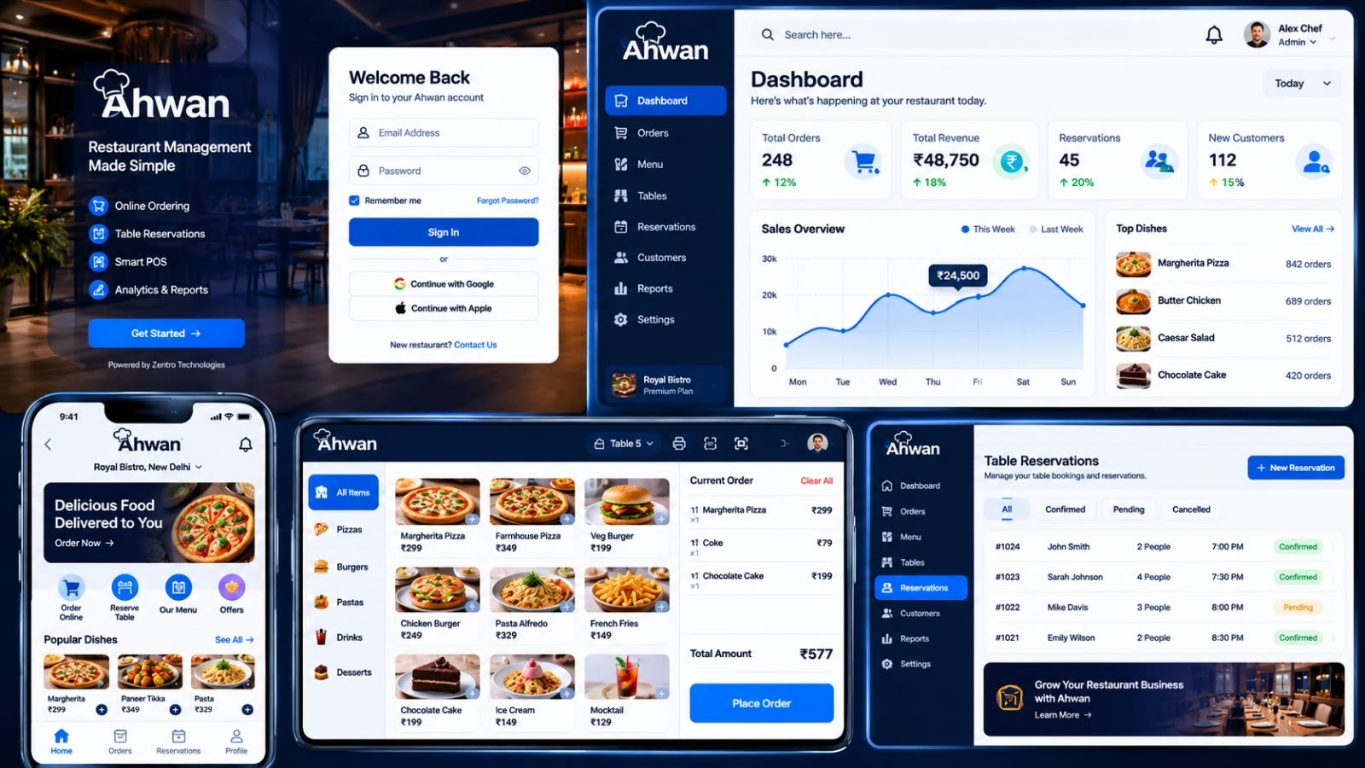 Ahwan
Restaurant Management
Made Simple
Online Ordering
Table Reservations
Smart POS
Analytics & Reports
Get Started →
Powered by Zentro Technologies
Welcome Back
Sign in to your Ahwan account
Email Address
Password
Remember me
Forgot Password?
Sign In
or
Continue with Google
Continue with Apple
New restaurant? Contact Us
Ahwan
Dashboard
Orders
Menu
Tables
Reservations
Customers
Reports
Settings
Royal Bistro
Premium Plan
Search here...
Alex Chef
Admin
Dashboard
Here's what's happening at your restaurant today.
Today
Total Orders
248
↑ 12%
Total Revenue
₹48,750
↑ 18%
Reservations
45
↑ 20%
New Customers
112
↑ 15%
Sales Overview
This Week
Last Week
30k
20k
10k
0
₹24,500
Mon Tue Wed Thu Fri Sat Sun
Top Dishes
View All →
Margherita Pizza 842 orders
Butter Chicken 689 orders
Caesar Salad 512 orders
Chocolate Cake 420 orders
9:41
Ahwan
Royal Bistro, New Delhi
Delicious Food
Delivered to You
Order Now →
Order
Online
Reserve
Table
Our Menu
Offers
Popular Dishes
See All →
Margherita
₹299
Paneer Tikka
₹349
Pasta
₹329
Home
Orders
Reservations
Profile
Ahwan
Table 5
All Items
Pizzas
Burgers
Pastas
Drinks
Desserts
Margherita Pizza
₹299
Farmhouse Pizza
₹349
Veg Burger
₹199
Chicken Burger
₹249
Pasta Alfredo
₹329
French Fries
₹149
Chocolate Cake
₹199
Ice Cream
₹149
Mocktail
₹129
Current Order
Clear All
Margherita Pizza ₹299
x1
Coke ₹79
x1
Chocolate Cake ₹199
x1
Total Amount ₹577
Place Order
Ahwan
Dashboard
Orders
Menu
Tables
Reservations
Customers
Reports
Settings
Table Reservations
Manage your table bookings and reservations.
+ New Reservation
All
Confirmed
Pending
Cancelled
#1024 John Smith 2 People 7:00 PM Confirmed
#1023 Sarah Johnson 4 People 7:30 PM Confirmed
#1022 Mike Davis 3 People 8:00 PM Pending
#1021 Emily Wilson 2 People 8:30 PM Confirmed
Grow Your Restaurant Business
with Ahwan
Learn More →